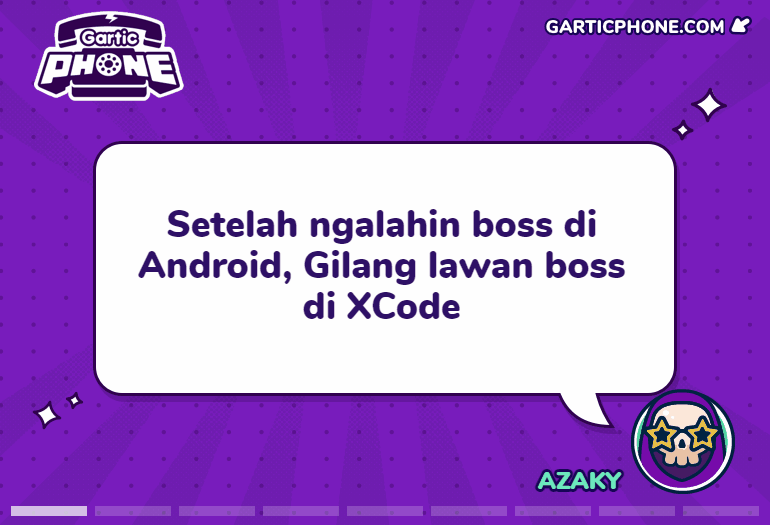 Gartic
PHONE
GARTICPHONE.COM
Setelah ngalahin boss di
Android, Gilang lawan boss
di XCode
AZAKY